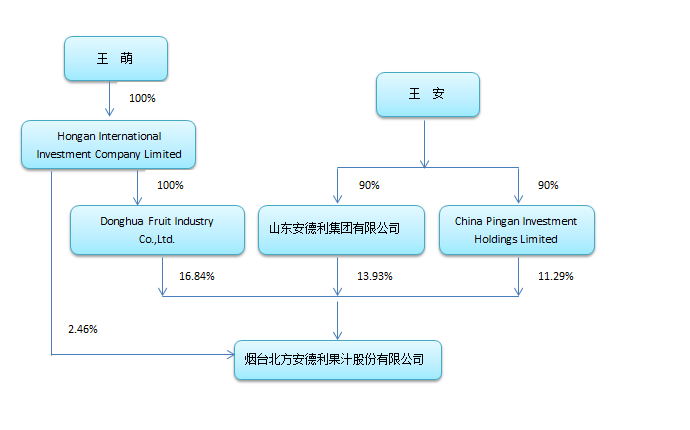 王 萌
王 安
100%
Hongan International
Investment Company Limited
100%
90%
90%
Donghua Fruit Industry
Co.,Ltd.
山东安德利集团有限公司
China Pingan Investment
Holdings Limited
16.84%
13.93%
11.29%
2.46%
烟台北方安德利果汁股份有限公司